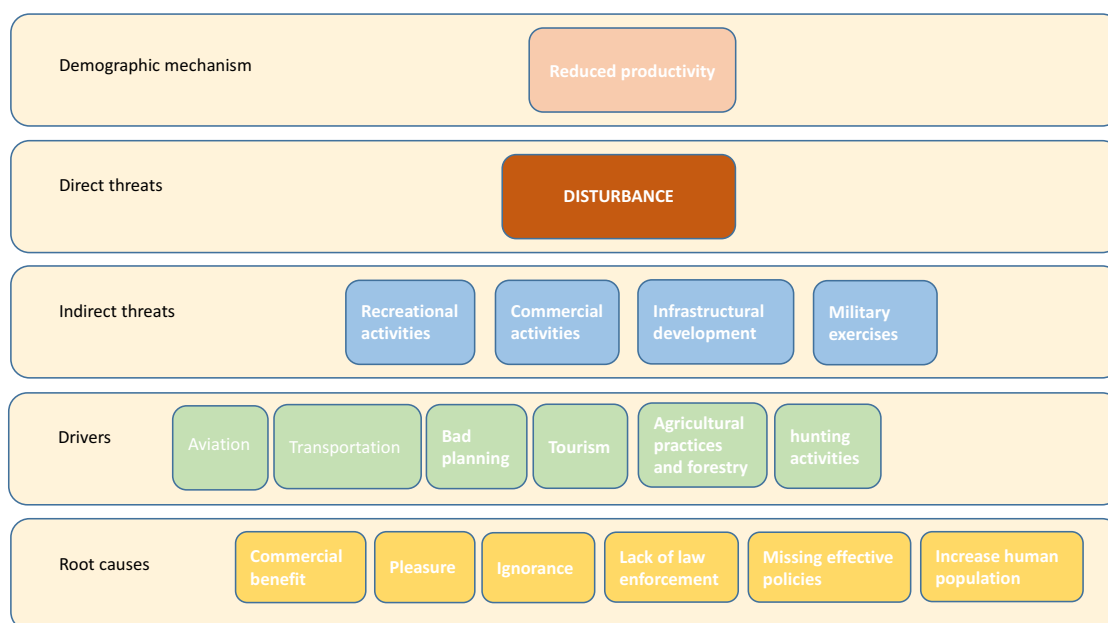 Demographic mechanism
Reduced productivity
Direct threats
DISTURBANCE
Indirect threats
Recreational
activities
Commercial
activities
Infrastructural
development
Military
exercises
Drivers
Aviation
Transportation
Bad
planning
Tourism
Agricultural
practices
and forestry
hunting
activities
Root causes
Commercial
benefit
Pleasure
Ignorance
Lack of law
enforcement
Missing effective
policies
Increase human
population